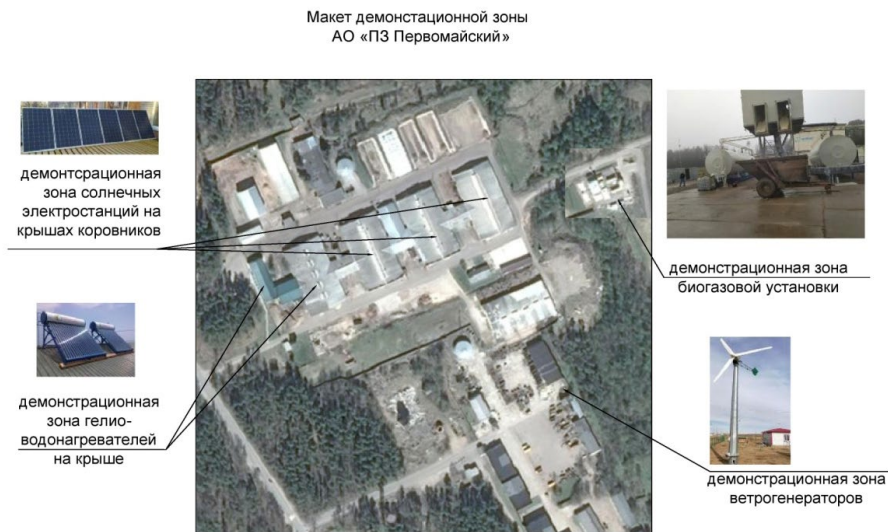 Макет демонстационной зоны
АО «ПЗ Первомайский»
демонтсрационная
зона солнечных
электростанций на
крышах коровников
демонстрационная
зона гелио-
водонагревателей
на крыше
демонстрационная зона
биогазовой установки
демонстрационная зона
ветрогенераторов